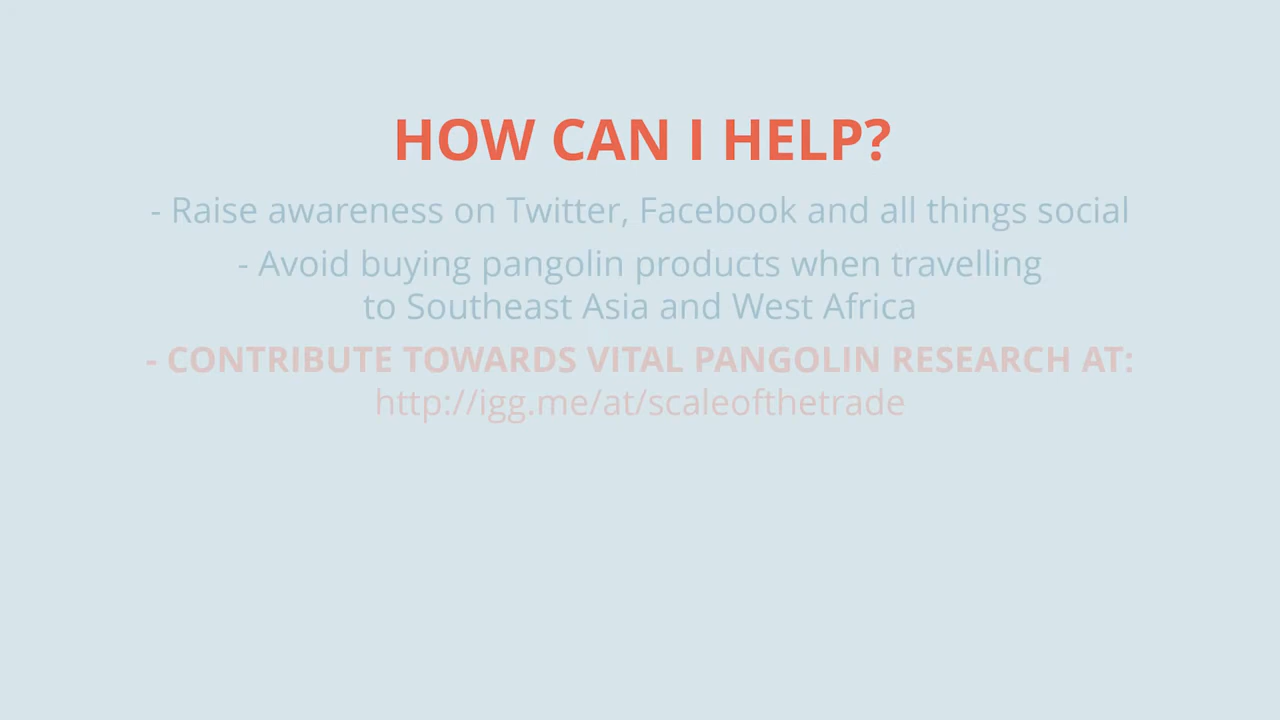 HOW CAN I HELP?
- Raise awareness on Twitter, Facebook and all things social
- Avoid buying pangolin products when travelling
to Southeast Asia and West Africa
- CONTRIBUTE TOWARDS VITAL PANGOLIN RESEARCH AT:
http://igg.me/at/scaleofthetrade